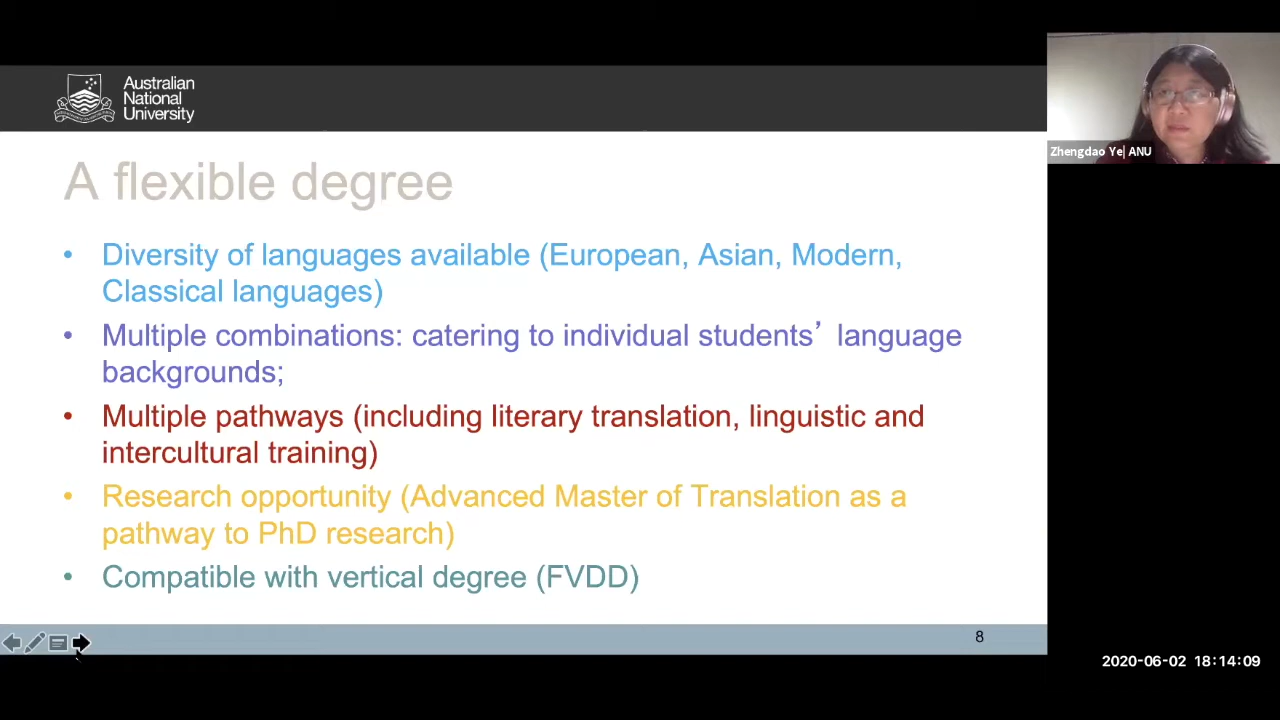 Australian
National
University
Zhengdao Ye| ANU
A flexible degree
• Diversity of languages available (European, Asian, Modern,
Classical languages)
• Multiple combinations: catering to individual students’ language
backgrounds;
• Multiple pathways (including literary translation, linguistic and
intercultural training)
• Research opportunity (Advanced Master of Translation as a
pathway to PhD research)
• Compatible with vertical degree (FVDD)
8
2020-06-02 18:14:09